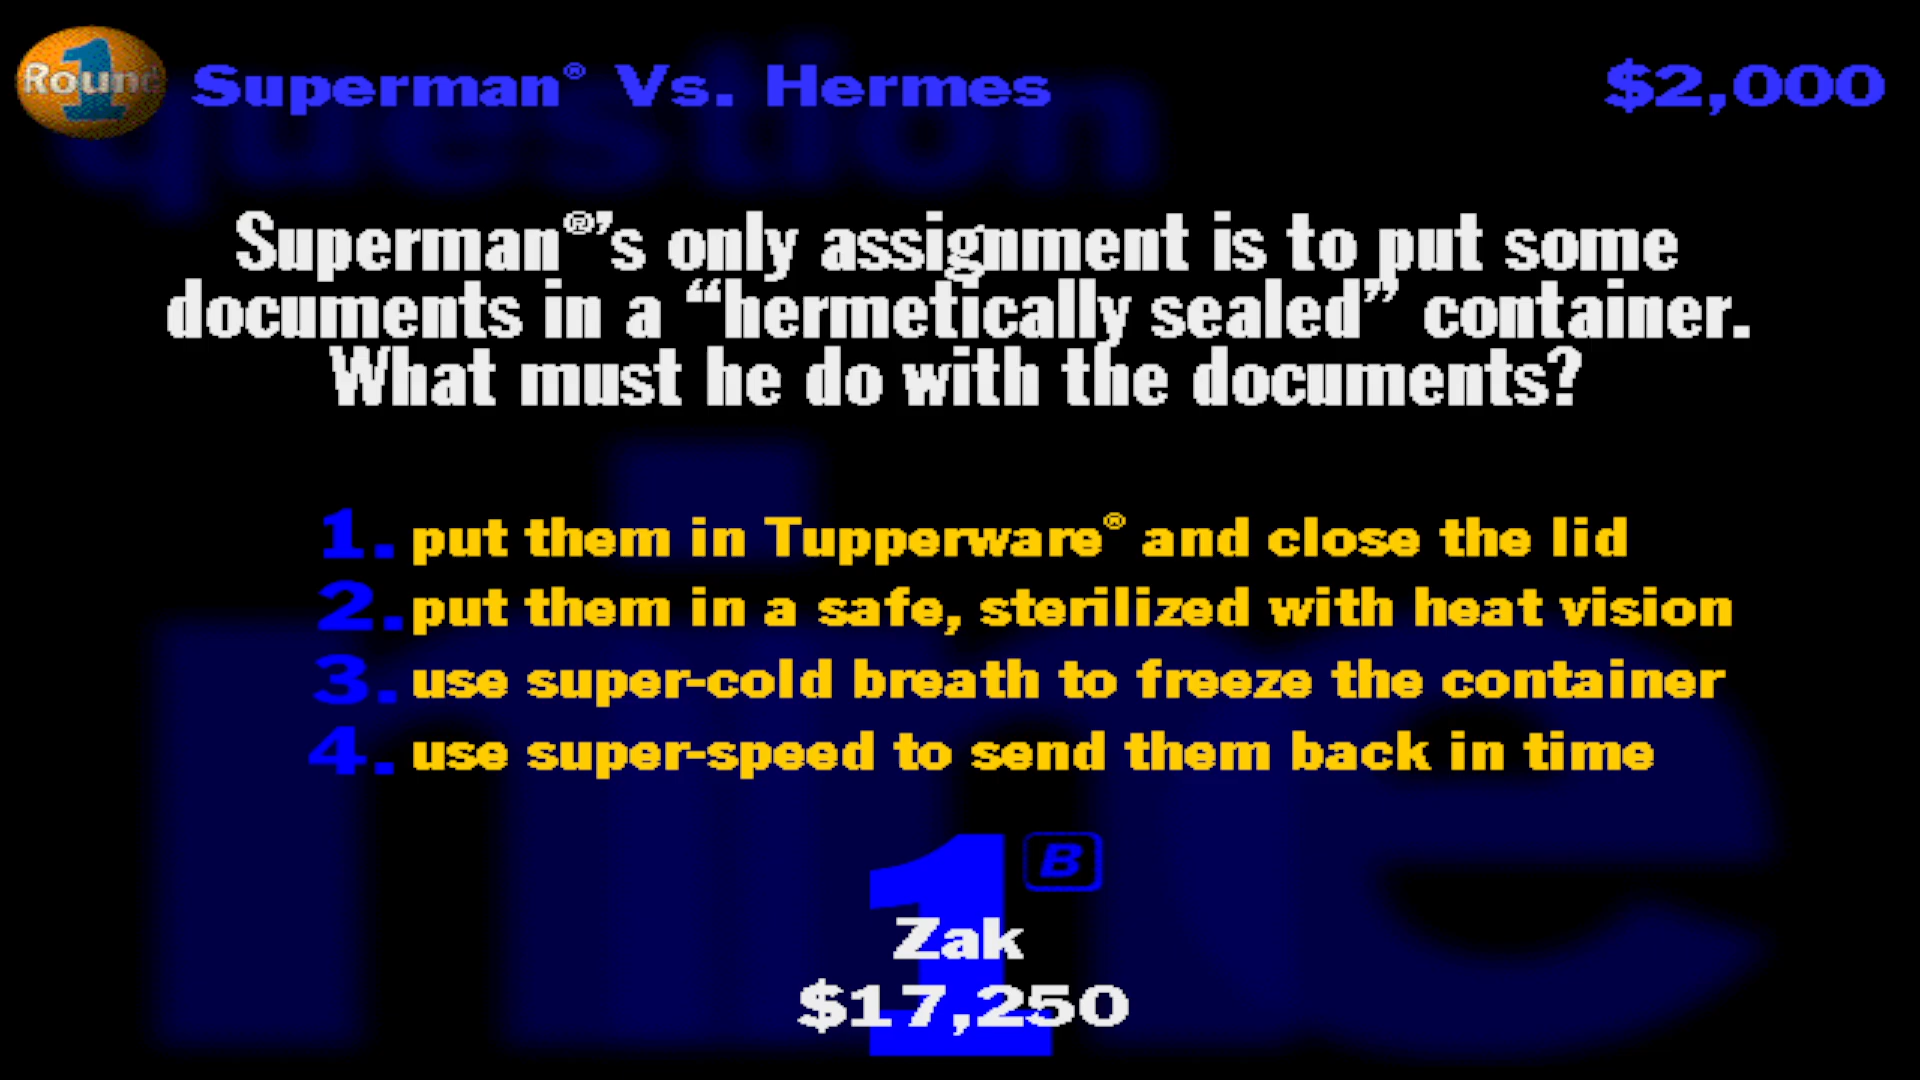 Round 1
Superman® Vs. Hermes
$2,000
question
Superman®’s only assignment is to put some
documents in a “hermetically sealed” container.
What must he do with the documents?
1. put them in Tupperware® and close the lid
2. put them in a safe, sterilized with heat vision
3. use super-cold breath to freeze the container
4. use super-speed to send them back in time
nine
1 B
Zak
$17,250